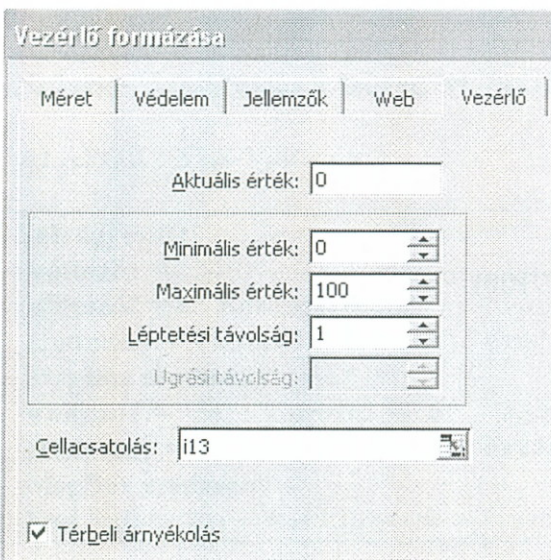 Vezérlő formázása
Méret Védelem Jellemzők Web Vezérlő
Aktuális érték: 0
Minimális érték: 0
Maximális érték: 100
Léptetési távolság: 1
Ugrási távolság:
Cellacsatolás: i13
Térbeli árnyékolás